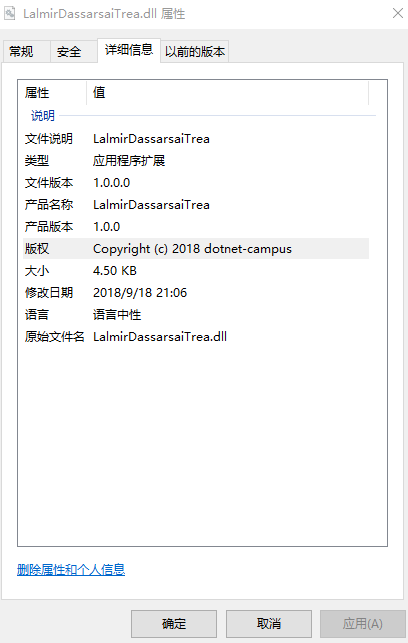 LalmirDassarsaiTrea.dll 属性
常规 安全 详细信息 以前的版本
属性 值
说明
文件说明 LalmirDassarsaiTrea
类型 应用程序扩展
文件版本 1.0.0.0
产品名称 LalmirDassarsaiTrea
产品版本 1.0.0
版权 Copyright (c) 2018 dotnet-campus
大小 4.50 KB
修改日期 2018/9/18 21:06
语言 语言中性
原始文件名 LalmirDassarsaiTrea.dll
删除属性和个人信息
确定 取消 应用(A)